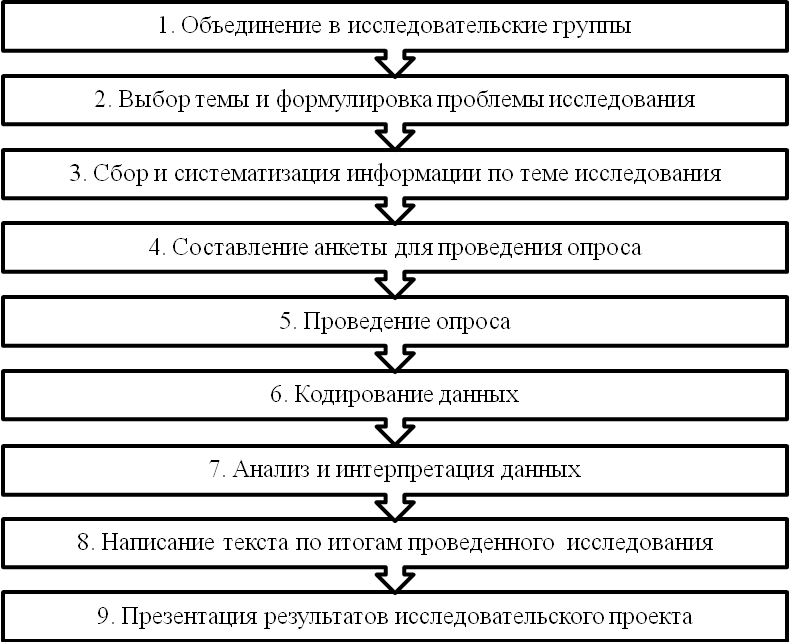 1. Объединение в исследовательские группы
2. Выбор темы и формулировка проблемы исследования
3. Сбор и систематизация информации по теме исследования
4. Составление анкеты для проведения опроса
5. Проведение опроса
6. Кодирование данных
7. Анализ и интерпретация данных
8. Написание текста по итогам проведенного  исследования
9. Презентация результатов исследовательского проекта